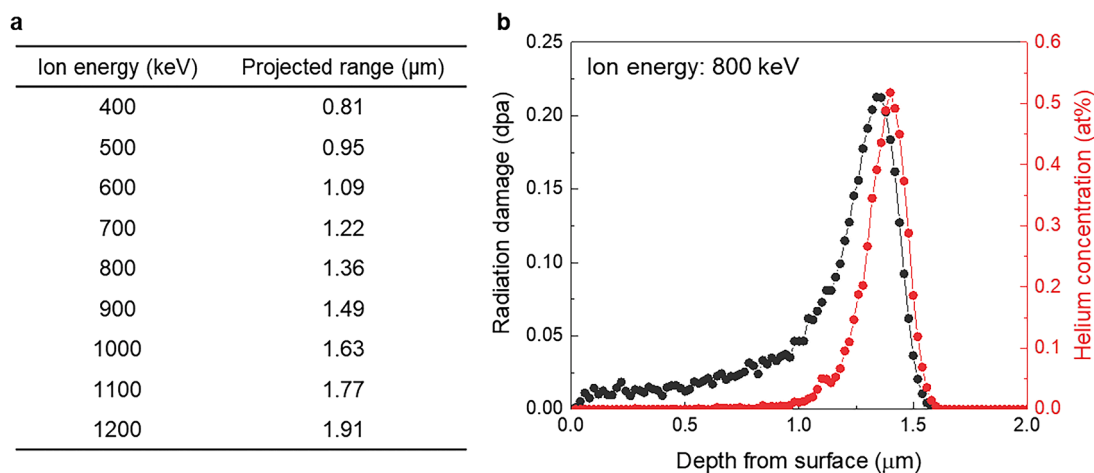 a
Ion energy (keV) Projected range (μm)
400 0.81
500 0.95
600 1.09
700 1.22
800 1.36
900 1.49
1000 1.63
1100 1.77
1200 1.91
b
Ion energy: 800 keV
Radiation damage (dpa)
0.25
0.20
0.15
0.10
0.05
0.00
0.0 0.5 1.0 1.5 2.0
Depth from surface (μm)
0.6
0.5
0.4
0.3
0.2
0.1
0.0
Helium concentration (at%)